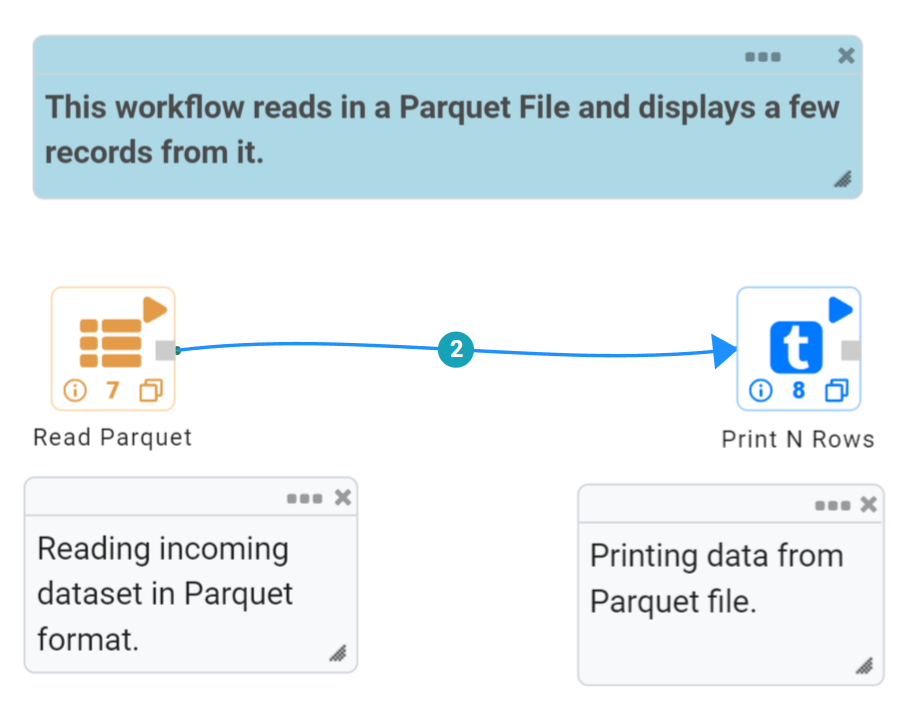 This workflow reads in a Parquet File and displays a few
records from it.
2
t
7
8
Read Parquet
Print N Rows
Reading incoming
dataset in Parquet
format.
Printing data from
Parquet file.